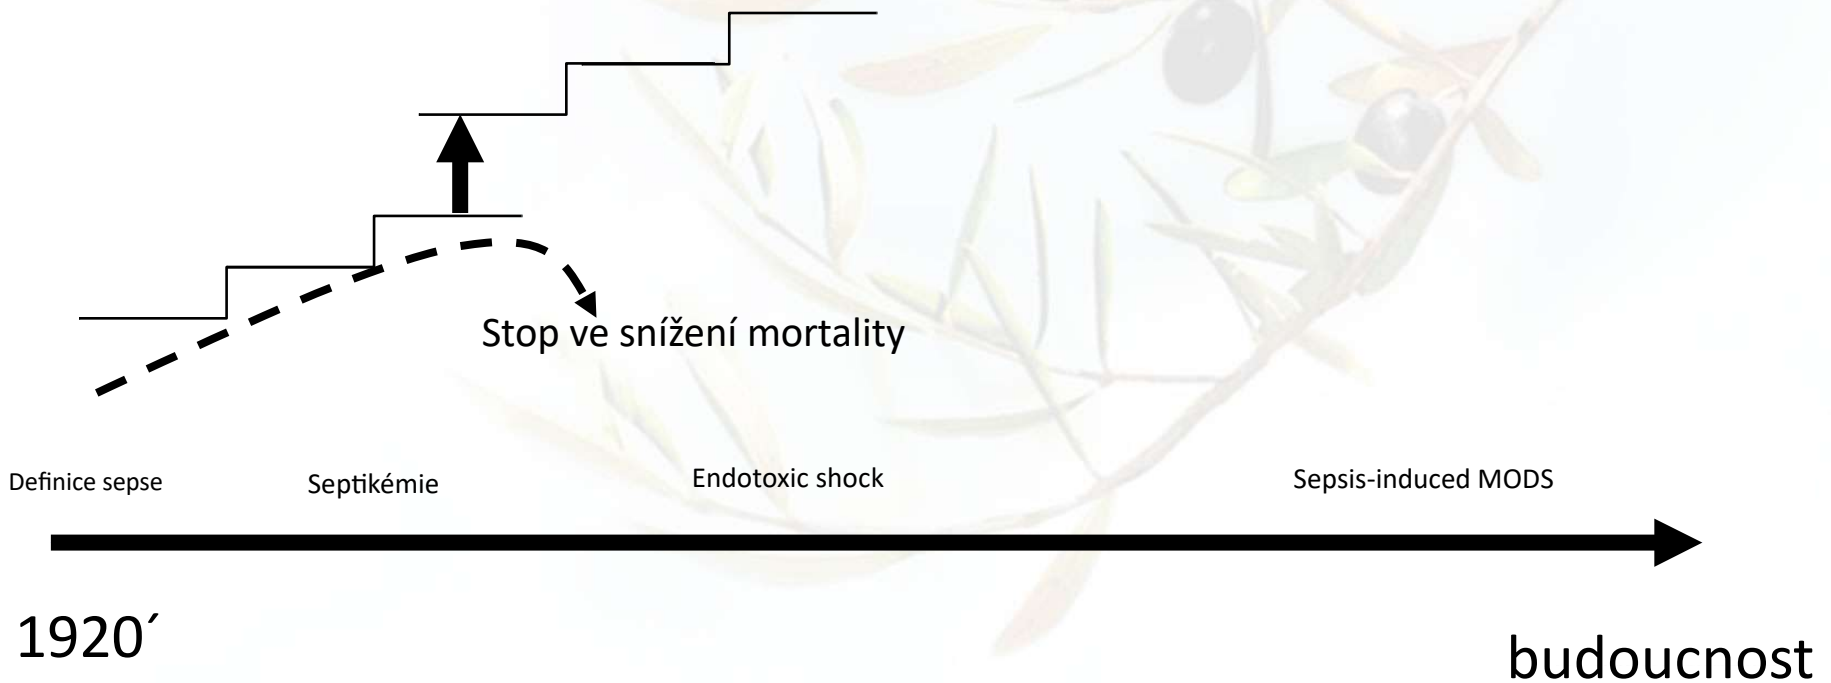 Stop ve snížení mortality
Definice sepse
Septikémie
Endotoxic shock
Sepsis-induced MODS
1920´
budoucnost